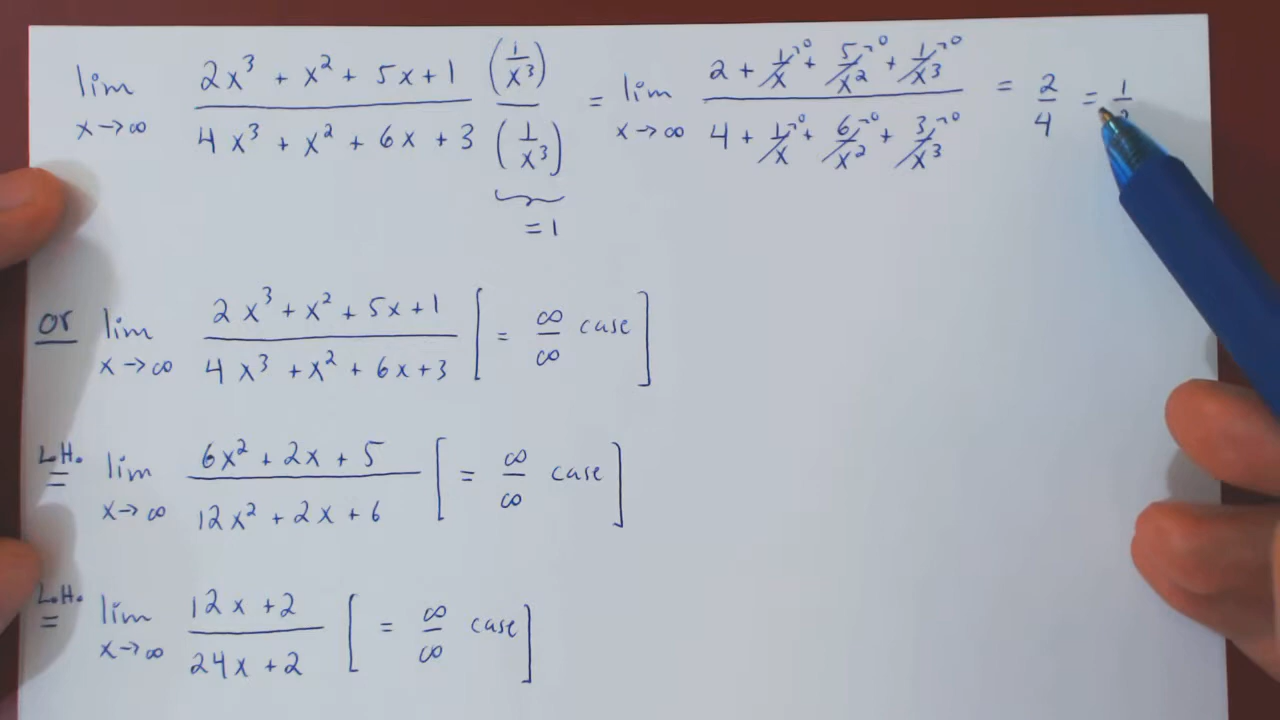 lim x→∞ (2x³ + x² + 5x + 1)/(4x³ + x² + 6x + 3) (1/x³)/(1/x³) = lim x→∞ (2 + 1/x→0 + 5/x²→0 + 1/x³→0)/(4 + 1/x→0 + 6/x²→0 + 3/x³→0) = 2/4 = 1/
= 1
or lim x→∞ (2x³ + x² + 5x + 1)/(4x³ + x² + 6x + 3) [ = ∞/∞ case ]
L.H. = lim x→∞ (6x² + 2x + 5)/(12x² + 2x + 6) [ = ∞/∞ case ]
L.H. = lim x→∞ (12x + 2)/(24x + 2) [ = ∞/∞ case ]